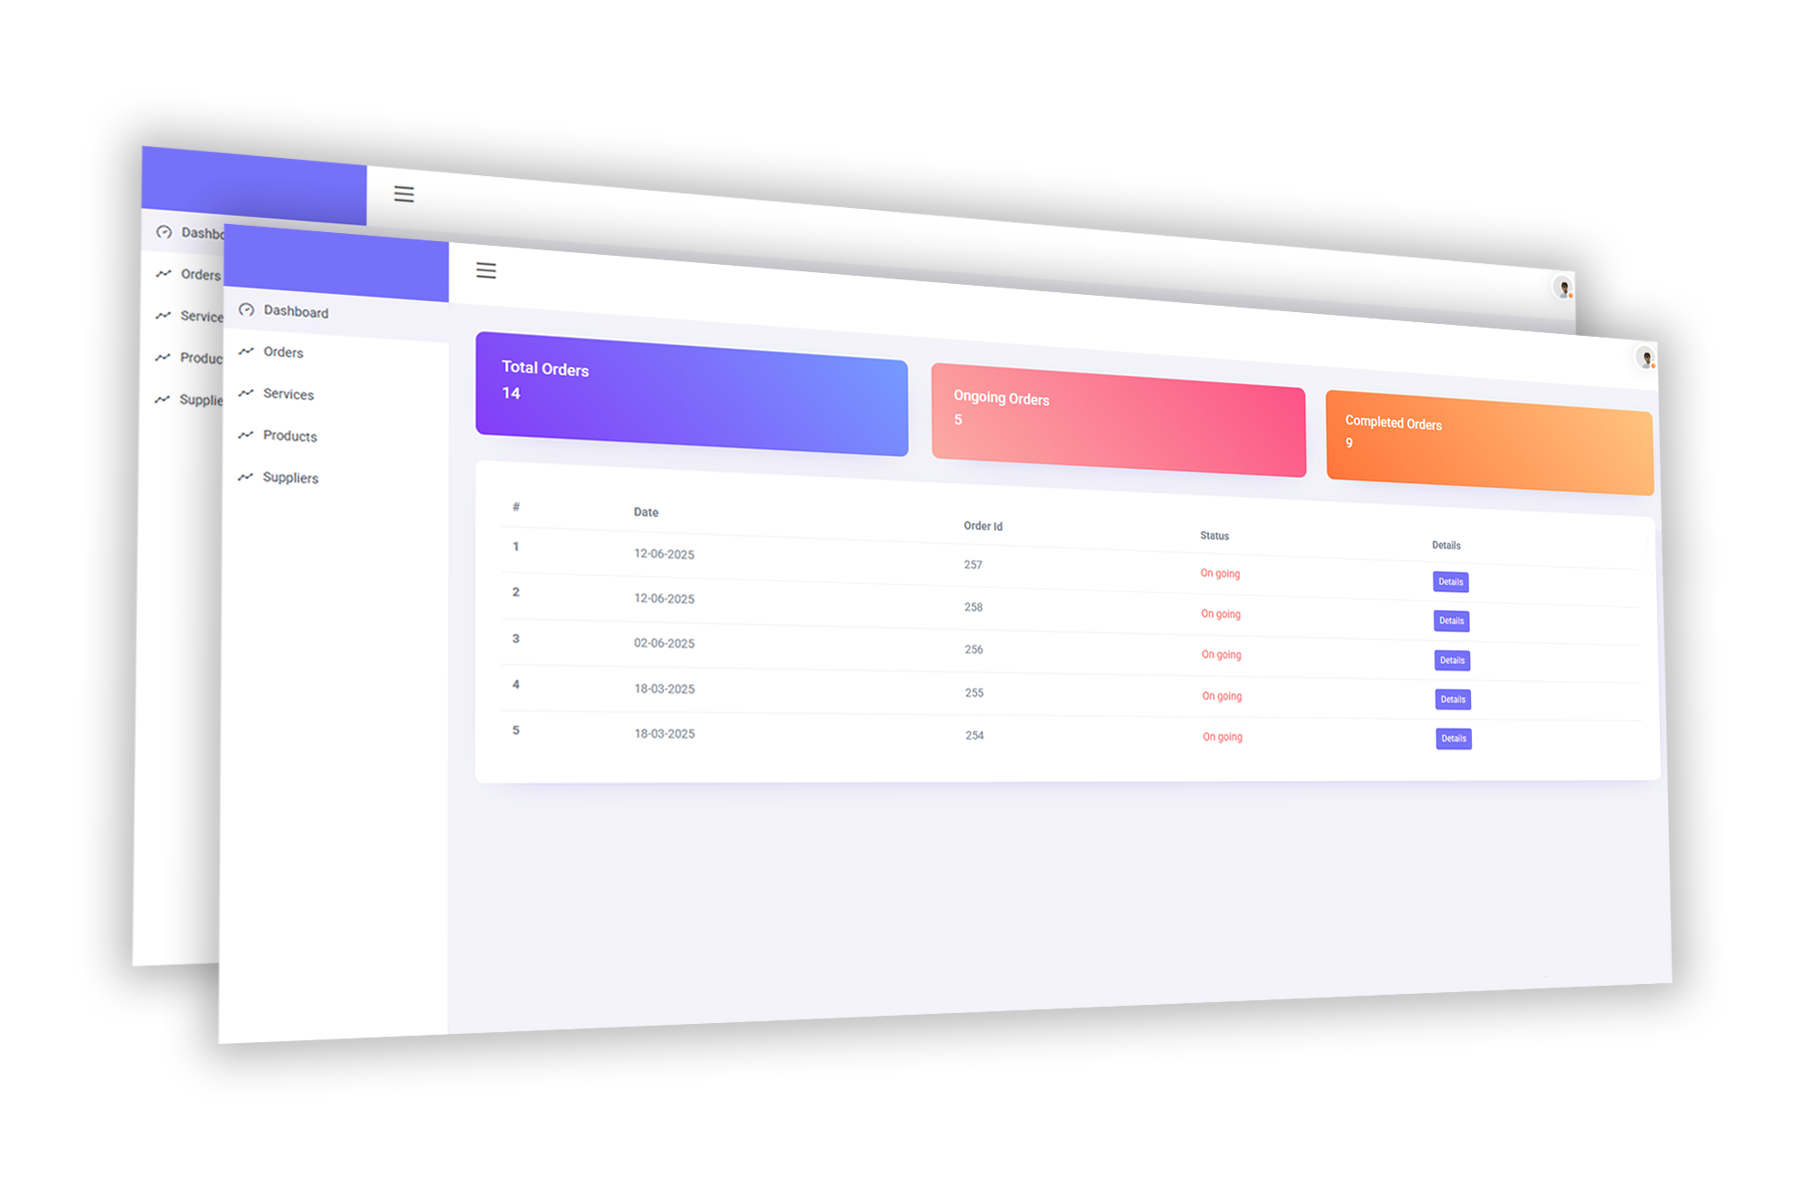 Dashbo
Orders
Service
Produc
Supplie
Dashboard
Orders
Services
Products
Suppliers
Total Orders
14
Ongoing Orders
5
Completed Orders
9
# Date Order Id Status Details
1 12-06-2025 257 On going Details
2 12-06-2025 258 On going Details
3 02-06-2025 256 On going Details
4 18-03-2025 255 On going Details
5 18-03-2025 254 On going Details